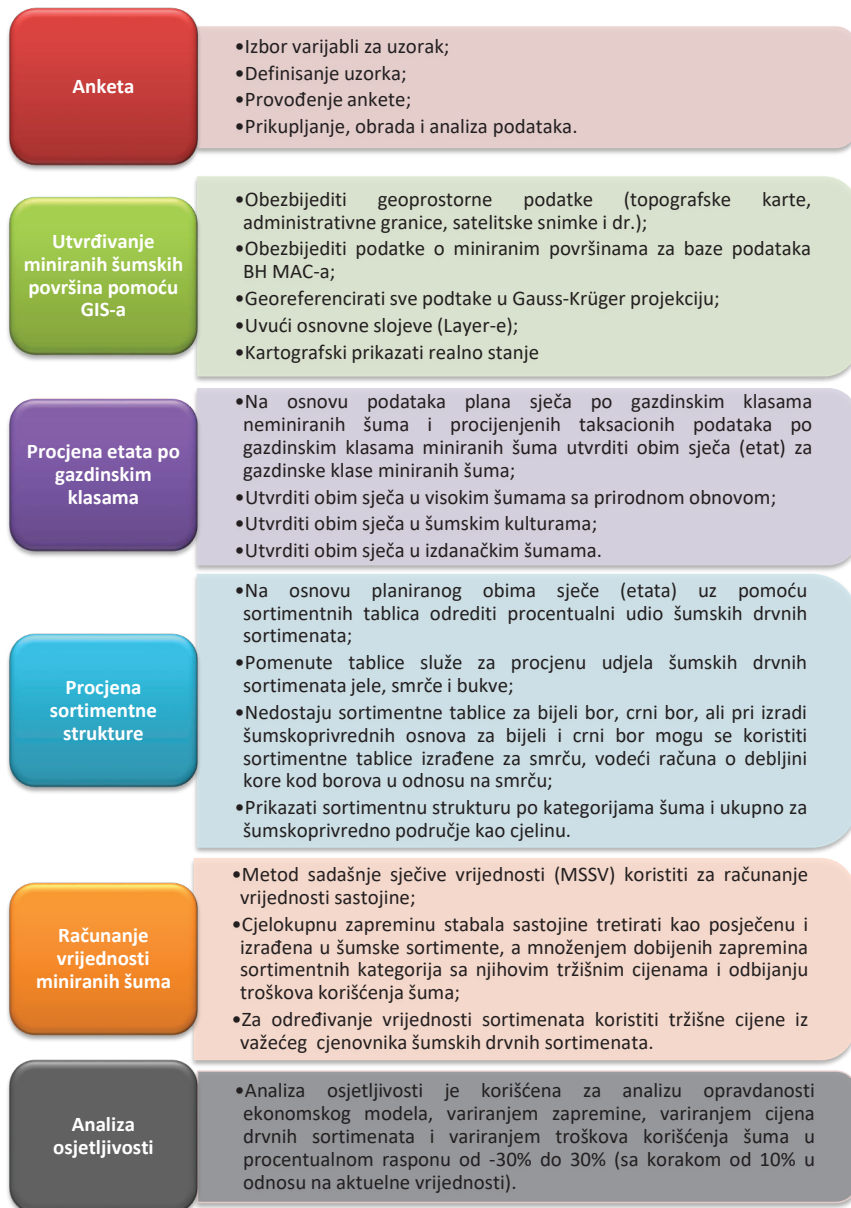 Anketa
•Izbor varijabli za uzorak;
•Definisanje uzorka;
•Provođenje ankete;
•Prikupljanje, obrada i analiza podataka.
Utvrđivanje
miniranih šumskih
površina pomoću
GIS-a
•Obezbijediti geoprostorne podatke (topografske karte,
administrativne granice, satelitske snimke i dr.);
•Obezbijediti podatke o miniranim površinama za baze podataka
BH MAC-a;
•Georeferencirati sve podtake u Gauss-Krüger projekciju;
•Uvući osnovne slojeve (Layer-e);
•Kartografski prikazati realno stanje
Procjena etata po
gazdinskim
klasama
•Na osnovu podataka plana sječa po gazdinskim klasama
neminiranih šuma i procijenjenih taksacionih podataka po
gazdinskim klasama miniranih šuma utvrditi obim sječa (etat) za
gazdinske klase miniranih šuma;
•Utvrditi obim sječa u visokim šumama sa prirodnom obnovom;
•Utvrditi obim sječa u šumskim kulturama;
•Utvrditi obim sječa u izdanačkim šumama.
Procjena
sortimentne
strukture
•Na osnovu planiranog obima sječe (etata) uz pomoću
sortimentnih tablica odrediti procentualni udio šumskih drvnih
sortimenata;
•Pomenute tablice služe za procjenu udjela šumskih drvnih
sortimenata jele, smrče i bukve;
•Nedostaju sortimentne tablice za bijeli bor, crni bor, ali pri izradi
šumskoprivrednih osnova za bijeli i crni bor mogu se koristiti
sortimentne tablice izrađene za smrču, vodeći računa o debljini
kore kod borova u odnosu na smrču;
•Prikazati sortimentnu strukturu po kategorijama šuma i ukupno za
šumskoprivredno područje kao cjelinu.
Računanje
vrijednosti
miniranih šuma
•Metod sadašnje sječive vrijednosti (MSSV) koristiti za računanje
vrijednosti sastojine;
•Cjelokupnu zapreminu stabala sastojine tretirati kao posječenu i
izrađena u šumske sortimente, a množenjem dobijenih zapremina
sortimentnih kategorija sa njihovim tržišnim cijenama i odbijanju
troškova korišćenja šuma;
•Za određivanje vrijednosti sortimenata koristiti tržišne cijene iz
važećeg cjenovnika šumskih drvnih sortimenata.
Analiza
osjetljivosti
•Analiza osjetljivosti je korišćena za analizu opravdanosti
ekonomskog modela, variranjem zapremine, variranjem cijena
drvnih sortimenata i variranjem troškova korišćenja šuma u
procentualnom rasponu od -30% do 30% (sa korakom od 10% u
odnosu na aktuelne vrijednosti).